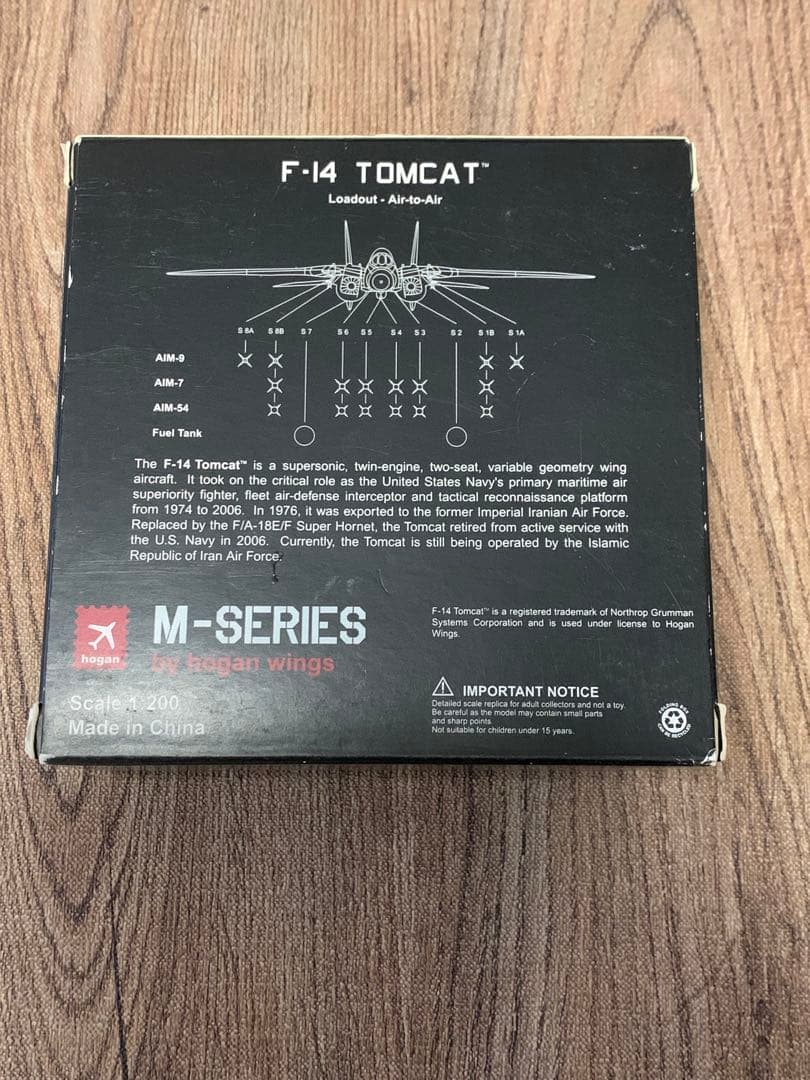 F-14 TOMCAT™
Loadout - Air-to-Air
S 8A S 8B S 7 S 6 S 5 S 4 S 3 S 2 S 1B S 1A
AIM-9
AIM-7
AIM-54
Fuel Tank
The F-14 Tomcat™ is a supersonic, twin-engine, two-seat, variable geometry wing
aircraft. It took on the critical role as the United States Navy's primary maritime air
superiority fighter, fleet air-defense interceptor and tactical reconnaissance platform
from 1974 to 2006. In 1976, it was exported to the former Imperial Iranian Air Force.
Replaced by the F/A-18E/F Super Hornet, the Tomcat retired from active service with
the U.S. Navy in 2006. Currently, the Tomcat is still being operated by the Islamic
Republic of Iran Air Force.
hogan
M-SERIES
by hogan wings
Scale 1:200
Made in China
F-14 Tomcat™ is a registered trademark of Northrop Grumman
Systems Corporation and is used under license to Hogan
Wings.
IMPORTANT NOTICE
Detailed scale replica for adult collectors and not a toy.
Be careful as the model may contain small parts
and sharp points.
Not suitable for children under 15 years.
FOLDING BOX
CAN BE RECYCLED